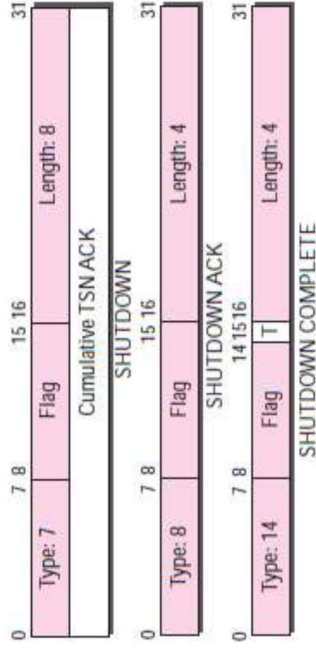 0 7 8 15 16 31
Type: 7 Flag Length: 8
Cumulative TSN ACK
SHUTDOWN
0 7 8 15 16 31
Type: 8 Flag Length: 4
SHUTDOWN ACK
0 7 8 14 15 16 31
Type: 14 Flag T Length: 4
SHUTDOWN COMPLETE